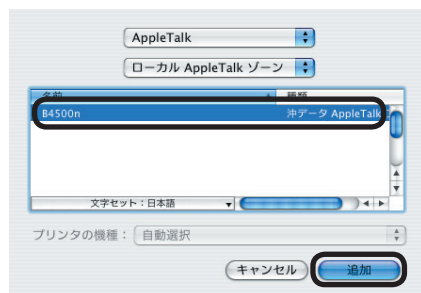 AppleTalk
ローカル AppleTalk ゾーン
名前 種類
B4500n 沖データ AppleTalk
文字セット：日本語
プリンタの機種： 自動選択
キャンセル 追加